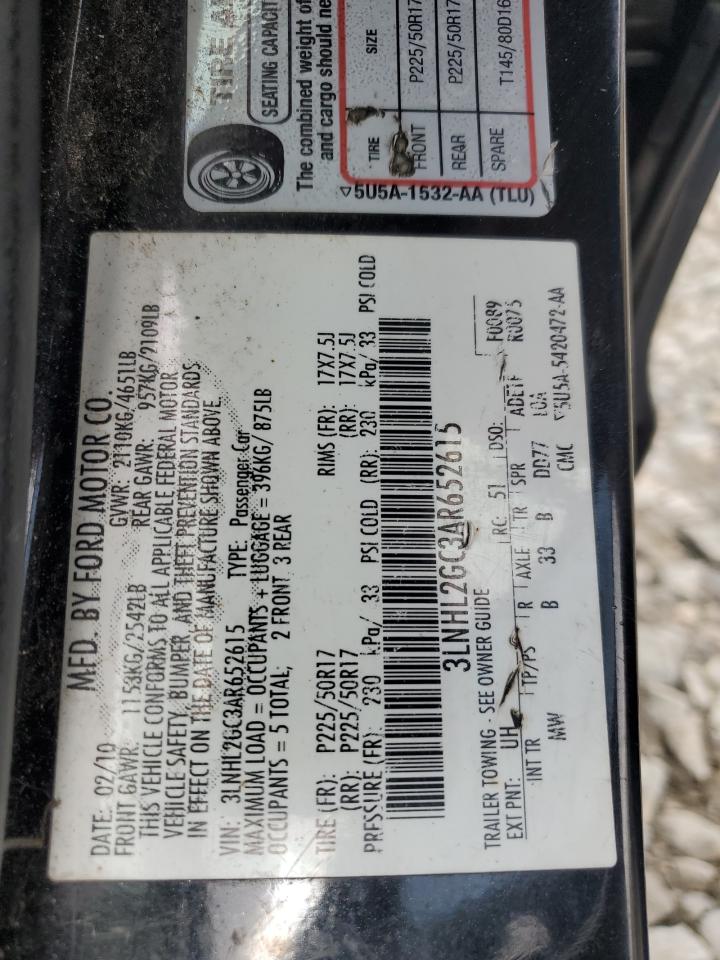 MFD. BY FORD MOTOR CO.
DATE: 02/10 GVWR: 2110KG/4651LB
FRONT GAWR: 1153KG/2542LB REAR GAWR: 957KG/2109LB
THIS VEHICLE CONFORMS TO ALL APPLICABLE FEDERAL MOTOR
VEHICLE SAFETY, BUMPER, AND THEFT PREVENTION STANDARDS
IN EFFECT ON THE DATE OF MANUFACTURE SHOWN ABOVE.
VIN: 3LNHL2GC3AR652615 TYPE: Passenger Car
MAXIMUM LOAD = OCCUPANTS + LUGGAGE = 396KG/ 875LB
OCCUPANTS = 5 TOTAL; 2 FRONT 3 REAR
TIRE (FR): P225/50R17 RIMS (FR): 17X7.5J
(RR): P225/50R17 (RR): 17X7.5J
PRESSURE (FR): 230 kPa/ 33 PSI COLD (RR): 230 kPa/ 33 PSI COLD
3LNHL2GC3AR652615
TRAILER TOWING - SEE OWNER GUIDE
EXT PNT: UH RC: 51 DSO: F0089
INT TR TP/PS R AXLE TR SPR ADE1F R0075
MW B 33 B DD77 10A
CMC 5U5A-5420472-AA
TIRE
SEATING CAPACIT
The combined weight of
and cargo should ne
TIRE SIZE
FRONT P225/50R17
REAR P225/50R17
SPARE T145/80D16
5U5A-1532-AA (TLU)